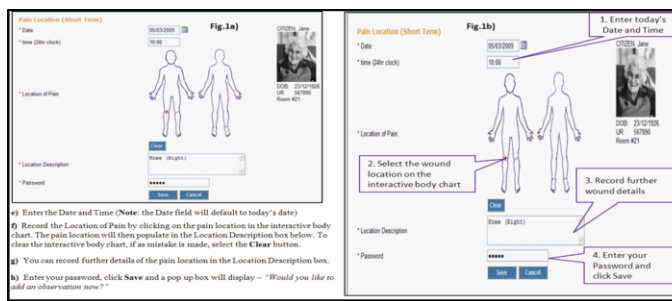 Pain Location (Short Term)
Fig.1a)
* Date
05/03/2009
* time (24hr clock)
10:00
CITIZEN, Jane
DOB: 23/12/1926
UR: 567890
Room #21
* Location of Pain
Clear
* Location Description
Knee (Right)
* Password
Save
Cancel
e) Enter the Date and Time (Note: the Date field will default to today's date)
f) Record the Location of Pain by clicking on the pain location in the interactive body
chart. The pain location will then populate in the Location Description box below. To
clear the interactive body chart, if as mistake is made, select the Clear button.
g) You can record further details of the pain location in the Location Description box.
h) Enter your password, click Save and a pop up box will display – "Would you like to
add an observation now?"
Fig.1b)
1. Enter today's
Date and Time
Pain Location (Short Term)
* Date
05/03/2009
* time (24hr clock)
10:00
CITIZEN, Jane
DOB: 23/12/1926
UR: 567890
Room #21
* Location of Pain
2. Select the wound
location on the
interactive body chart
3. Record further
wound details
Clear
* Location Description
Knee (Right)
* Password
4. Enter your
Password and
click Save
Save
Cancel